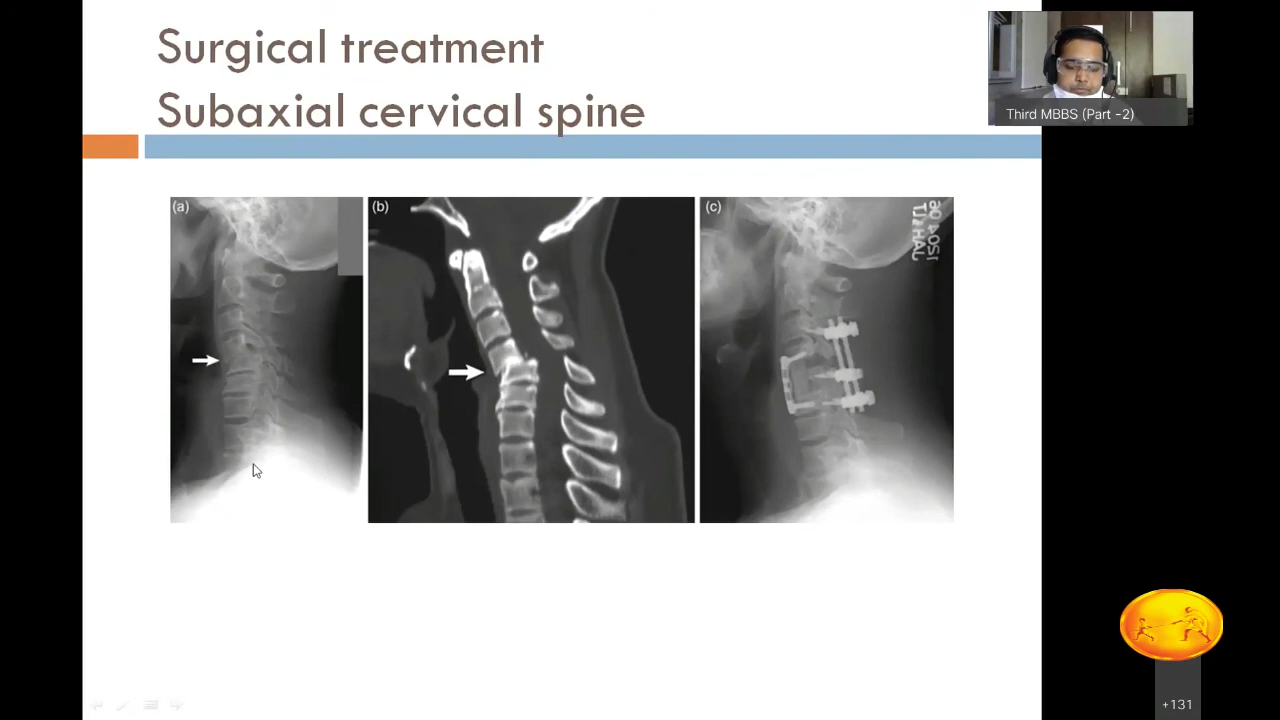 Surgical treatment
Subaxial cervical spine
Third MBBS (Part -2)
(a)
(b)
(c)
+131